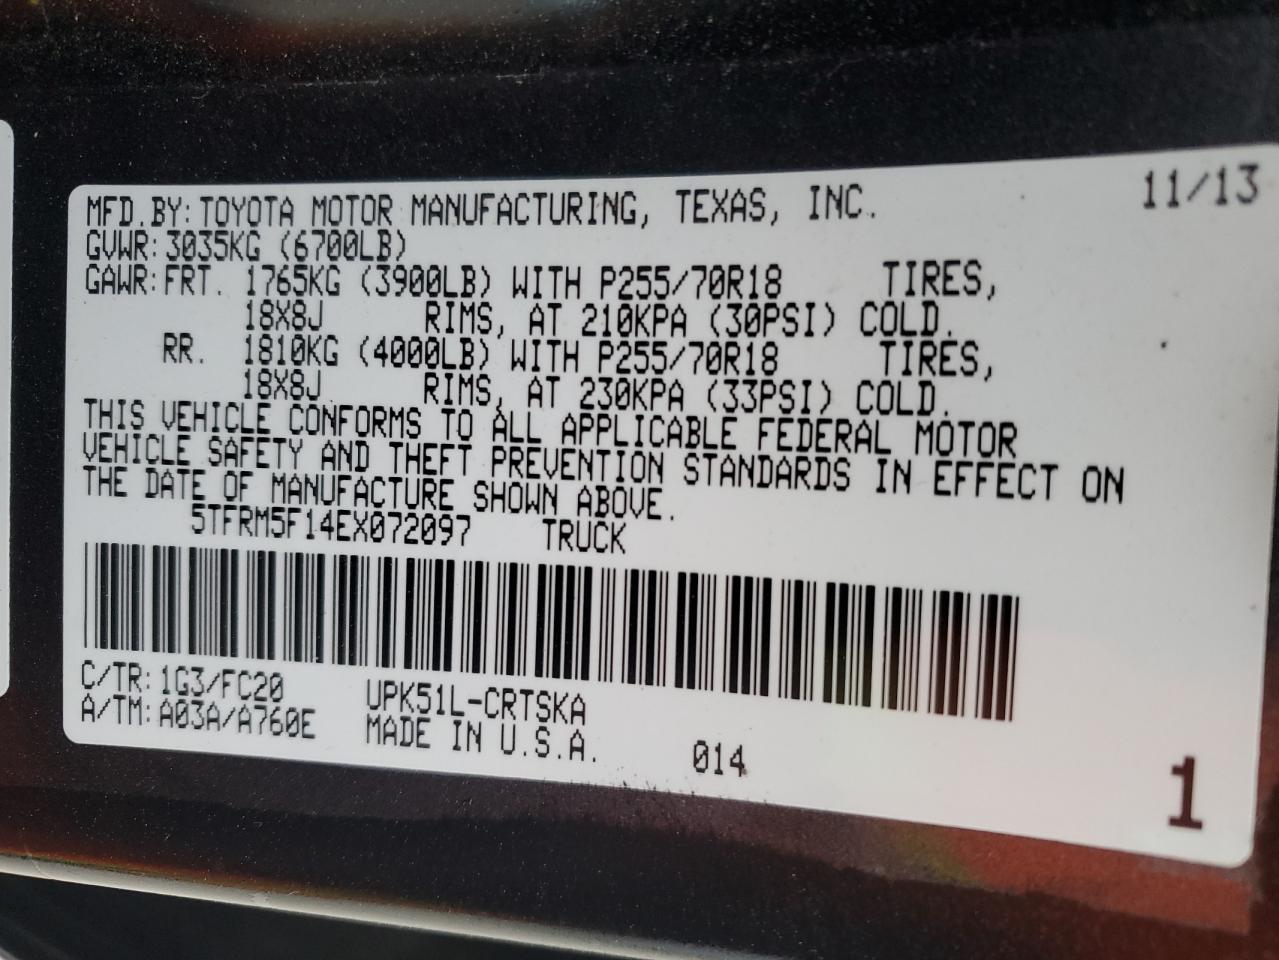 MFD.BY:TOYOTA MOTOR MANUFACTURING, TEXAS, INC. 11/13
GVWR:3035KG (6700LB)
GAWR:FRT. 1765KG (3900LB) WITH P255/70R18 TIRES,
18X8J RIMS, AT 210KPA (30PSI) COLD.
RR. 1810KG (4000LB) WITH P255/70R18 TIRES,
18X8J RIMS, AT 230KPA (33PSI) COLD.
THIS VEHICLE CONFORMS TO ALL APPLICABLE FEDERAL MOTOR
VEHICLE SAFETY AND THEFT PREVENTION STANDARDS IN EFFECT ON
THE DATE OF MANUFACTURE SHOWN ABOVE.
5TFRM5F14EX072097 TRUCK
C/TR:1G3/FC20 UPK51L-CRTSKA
A/TM:A03A/A760E MADE IN U.S.A. 014
1